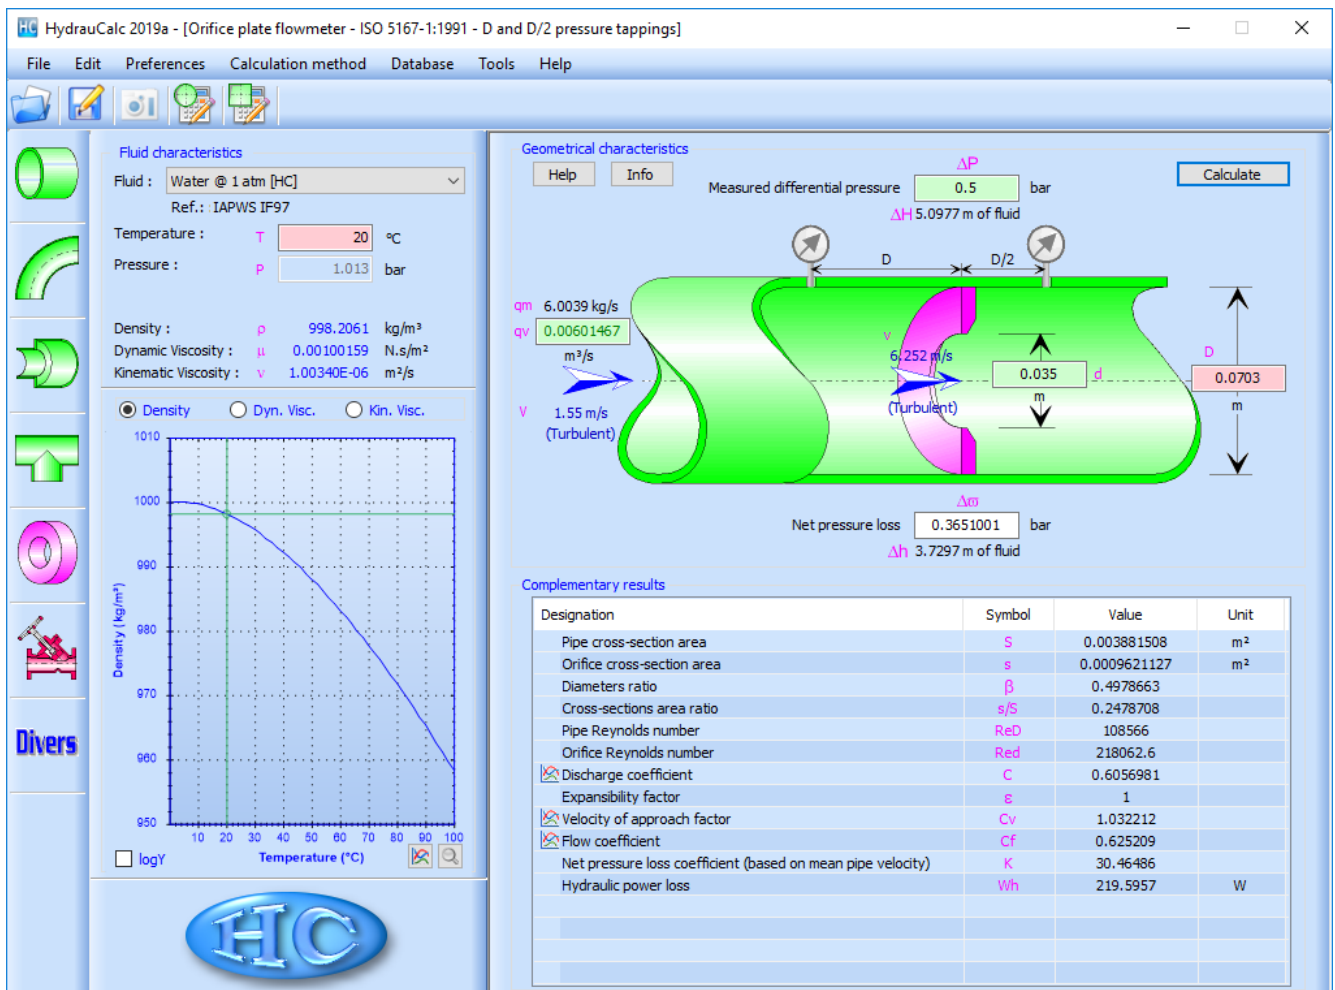 HC HydrauCalc 2019a - [Orifice plate flowmeter - ISO 5167-1:1991 - D and D/2 pressure tappings]
File Edit Preferences Calculation method Database Tools Help
Fluid characteristics
Fluid : Water @ 1 atm [HC]
Ref.: IAPWS IF97
Temperature : T 20 ºC
Pressure : P 1.013 bar
Density : ρ 998.2061 kg/m³
Dynamic Viscosity : μ 0.00100159 N.s/m²
Kinematic Viscosity : ν 1.00340E-06 m²/s
Density Dyn. Visc. Kin. Visc.
1010
1000
990
980
970
960
950
Density (kg/m³)
10 20 30 40 50 60 70 80 90 100
logY Temperature (°C)
Divers
HC
Geometrical characteristics
Help Info
ΔP
Calculate
Measured differential pressure 0.5 bar
ΔH 5.0977 m of fluid
D D/2
qm 6.0039 kg/s
qv 0.00601467
m³/s
V 1.55 m/s
(Turbulent)
v
6.252 m/s
(Turbulent)
0.035 d
m
D
0.0703
m
Δϖ
Net pressure loss 0.3651001 bar
Δh 3.7297 m of fluid
Complementary results
Designation Symbol Value Unit
Pipe cross-section area S 0.003881508 m²
Orifice cross-section area s 0.0009621127 m²
Diameters ratio β 0.4978663
Cross-sections area ratio s/S 0.2478708
Pipe Reynolds number ReD 108566
Orifice Reynolds number Red 218062.6
Discharge coefficient C 0.6056981
Expansibility factor ε 1
Velocity of approach factor Cv 1.032212
Flow coefficient Cf 0.625209
Net pressure loss coefficient (based on mean pipe velocity) K 30.46486
Hydraulic power loss Wh 219.5957 W